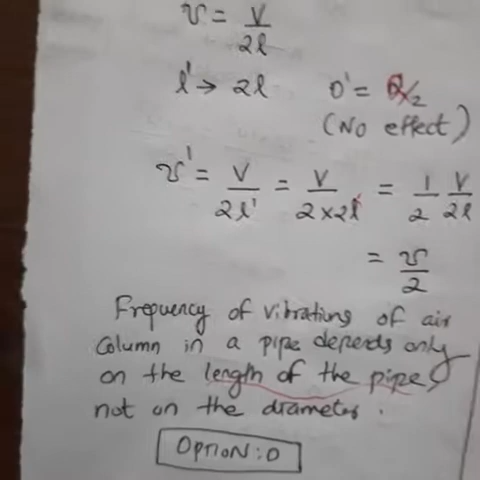 υ = V/2l
l' → 2l D' = D/2
(No effect)
υ' = V/2l' = V/2×2l = 1/2 V/2l
= υ/2
Frequency of vibrations of air
column in a pipe depends only
on the length of the pipe,
not on the diameter.
OPTION: D